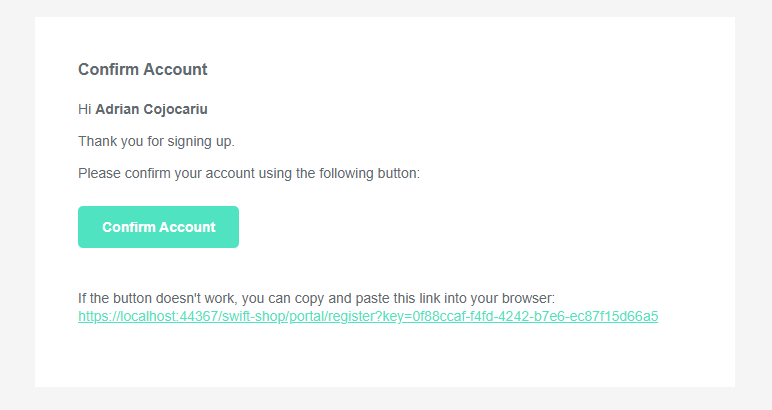 Confirm Account
Hi Adrian Cojocariu
Thank you for signing up.
Please confirm your account using the following button:
Confirm Account
If the button doesn't work, you can copy and paste this link into your browser:
https://localhost:44367/swift-shop/portal/register?key=0f88ccaf-f4fd-4242-b7e6-ec87f15d66a5